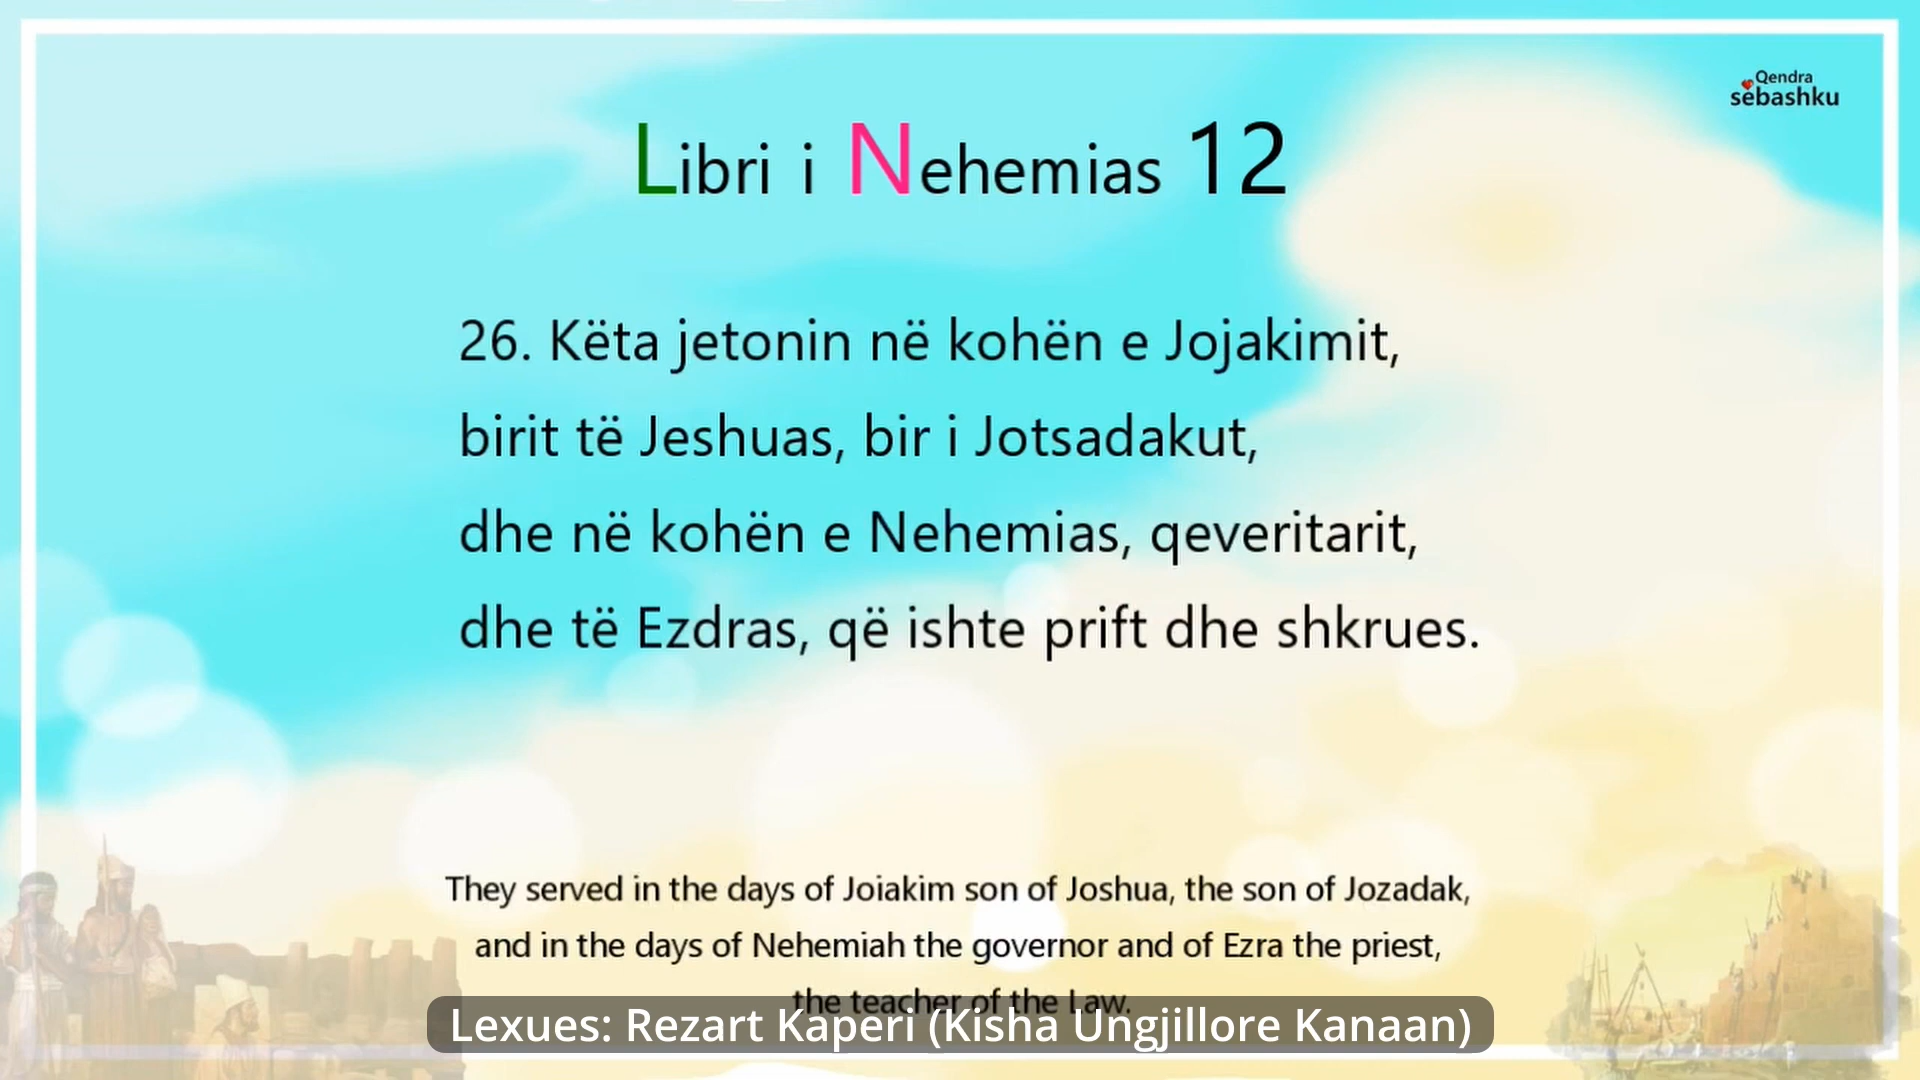 Qendra
sëbashku
Libri i Nehemias 12
26. Këta jetonin në kohën e Jojakimit,
birit të Jeshuas, bir i Jotsadakut,
dhe në kohën e Nehemias, qeveritarit,
dhe të Ezdras, që ishte prift dhe shkrues.
They served in the days of Joiakim son of Joshua, the son of Jozadak,
and in the days of Nehemiah the governor and of Ezra the priest,
the teacher of the Law.
Lexues: Rezart Kaperi (Kisha Ungjillore Kanaan)